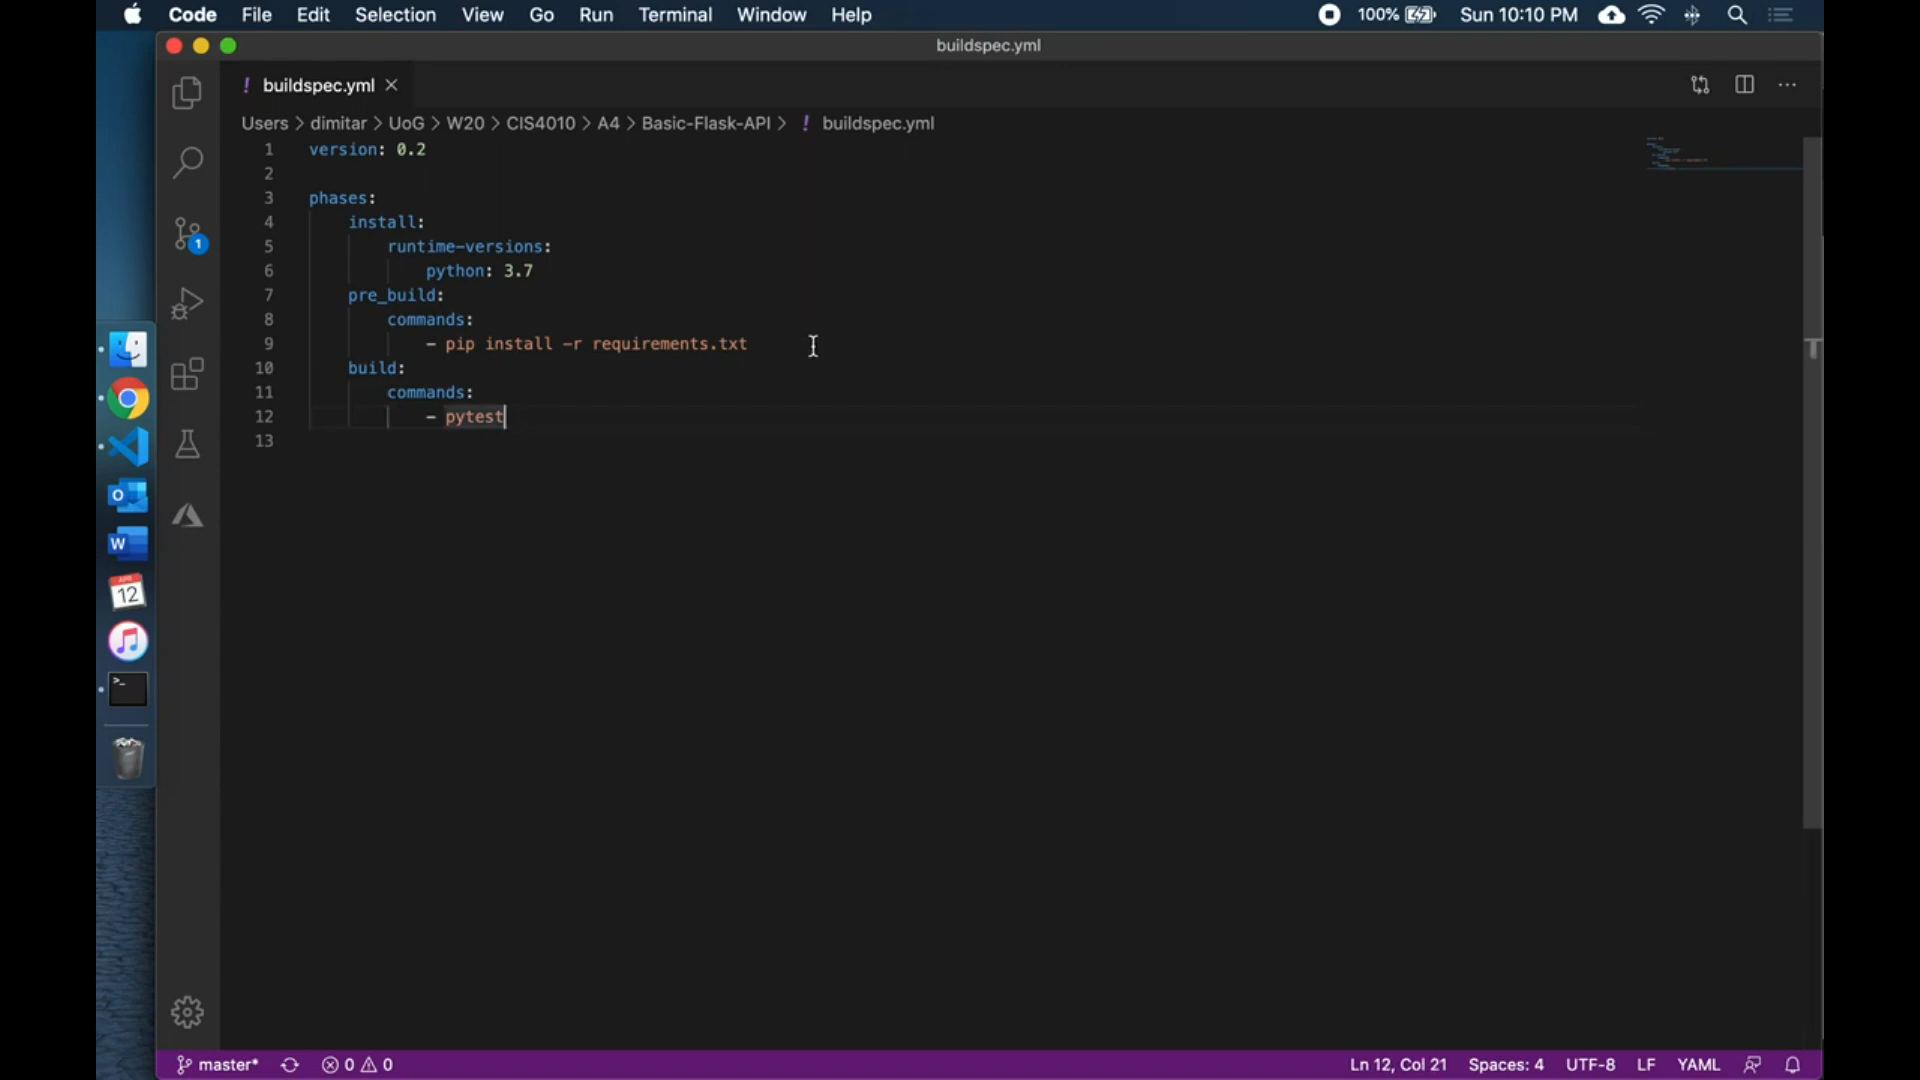 Code File Edit Selection View Go Run Terminal Window Help 100% Sun 10:10 PM
buildspec.yml
! buildspec.yml
Users > dimitar > UoG > W20 > CIS4010 > A4 > Basic-Flask-API > ! buildspec.yml
1 version: 0.2
2
3 phases:
4 install:
5 runtime-versions:
6 python: 3.7
7 pre_build:
8 commands:
9 - pip install -r requirements.txt
10 build:
11 commands:
12 - pytest
13
1
O
W
APR
12
>_
master* 0 0 Ln 12, Col 21 Spaces: 4 UTF-8 LF YAML